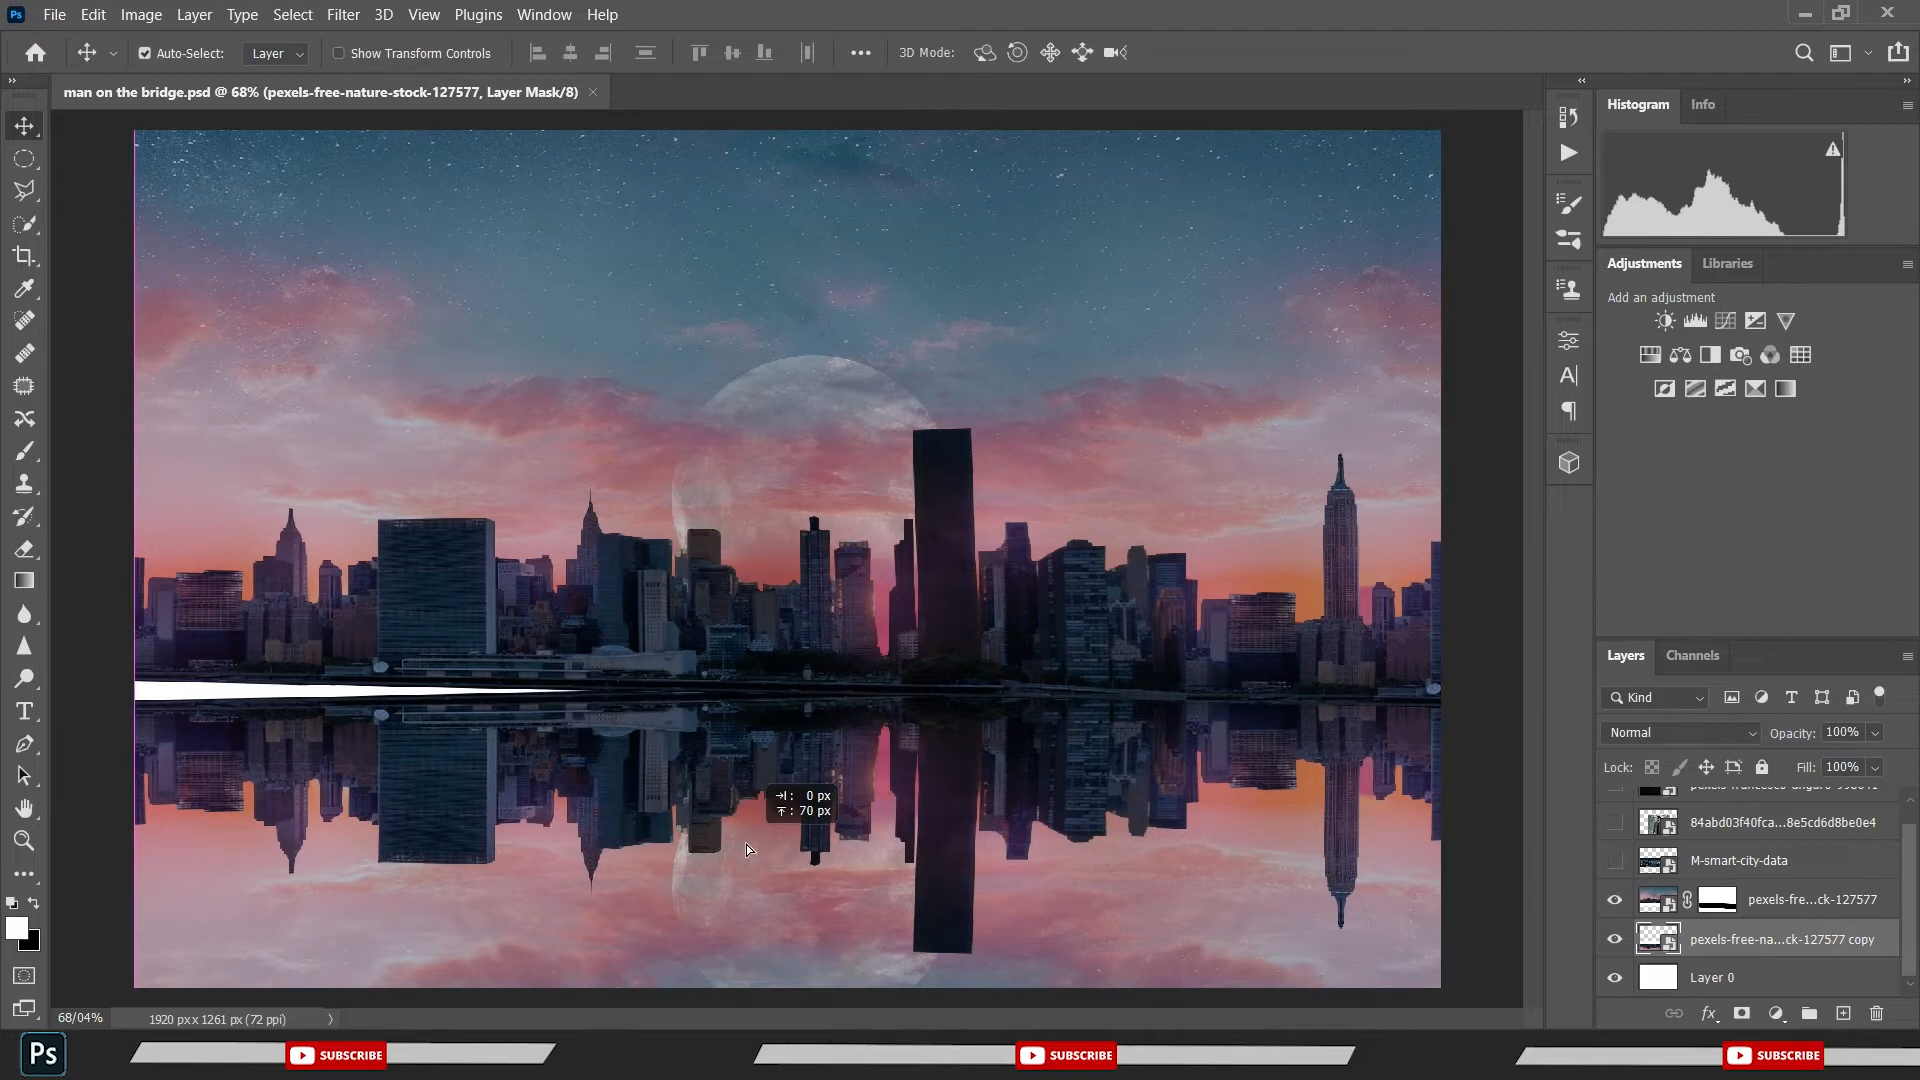 Ps File Edit Image Layer Type Select Filter 3D View Plugins Window Help
Auto-Select: Layer Show Transform Controls 3D Mode:
man on the bridge.psd @ 68% (pexels-free-nature-stock-127577, Layer Mask/8)
Histogram Info
Adjustments Libraries
Add an adjustment
Layers Channels
Kind
Normal Opacity: 100%
Lock: Fill: 100%
84abd03f40fca...8e5cd6d8be0e4
M-smart-city-data
pexels-fre...ck-127577
pexels-free-na...ck-127577 copy
Layer 0
0 px
70 px
68/04% 1920 px x 1261 px (72 ppi)
Ps SUBSCRIBE SUBSCRIBE SUBSCRIBE